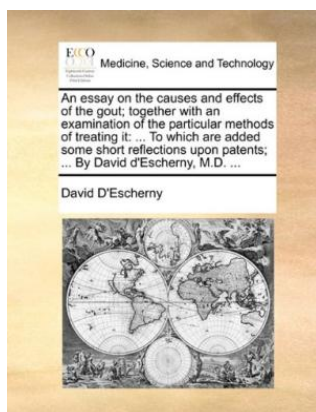 ECCO
Medicine, Science and Technology
An essay on the causes and effects
of the gout; together with an
examination of the particular methods
of treating it: ... To which are added
some short reflections upon patents;
... By David d'Escherny, M.D. ...
David D'Escherny